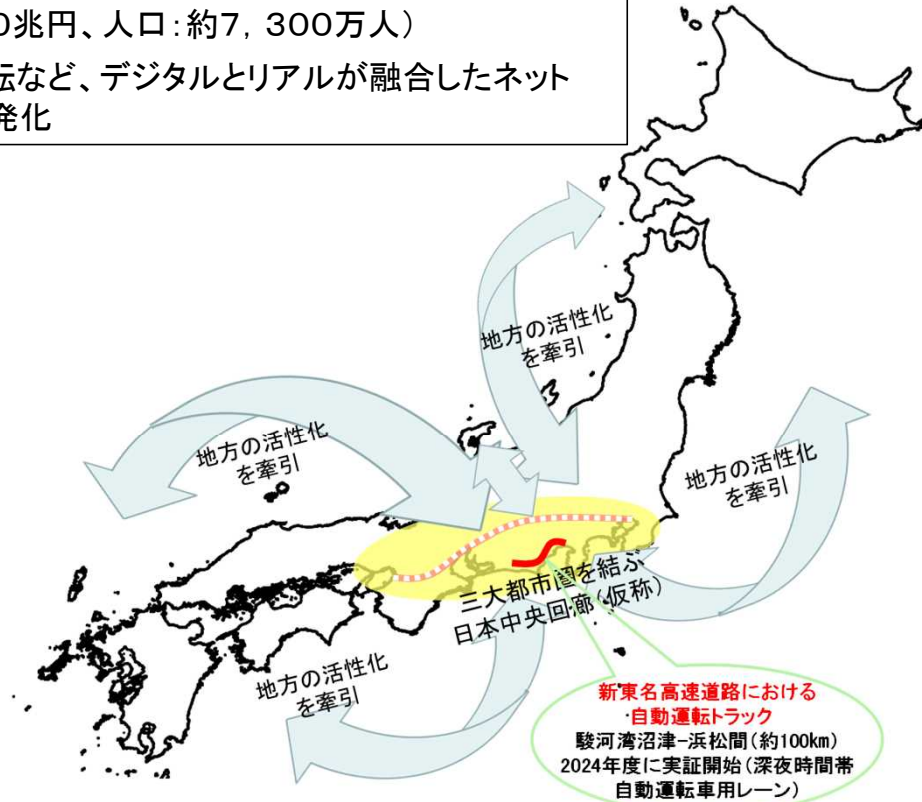 0兆円、人口:約7,300万人)
転など、デジタルとリアルが融合したネット
発化
地方の活性化
を牽引
地方の活性化
を牽引
地方の活性化
を牽引
三大都市圏を結ぶ
日本中央回廊(仮称)
地方の活性化
を牽引
新東名高速道路における
自動運転トラック
駿河湾沼津-浜松間(約100km)
2024年度に実証開始(深夜時間帯
自動運転車用レーン)